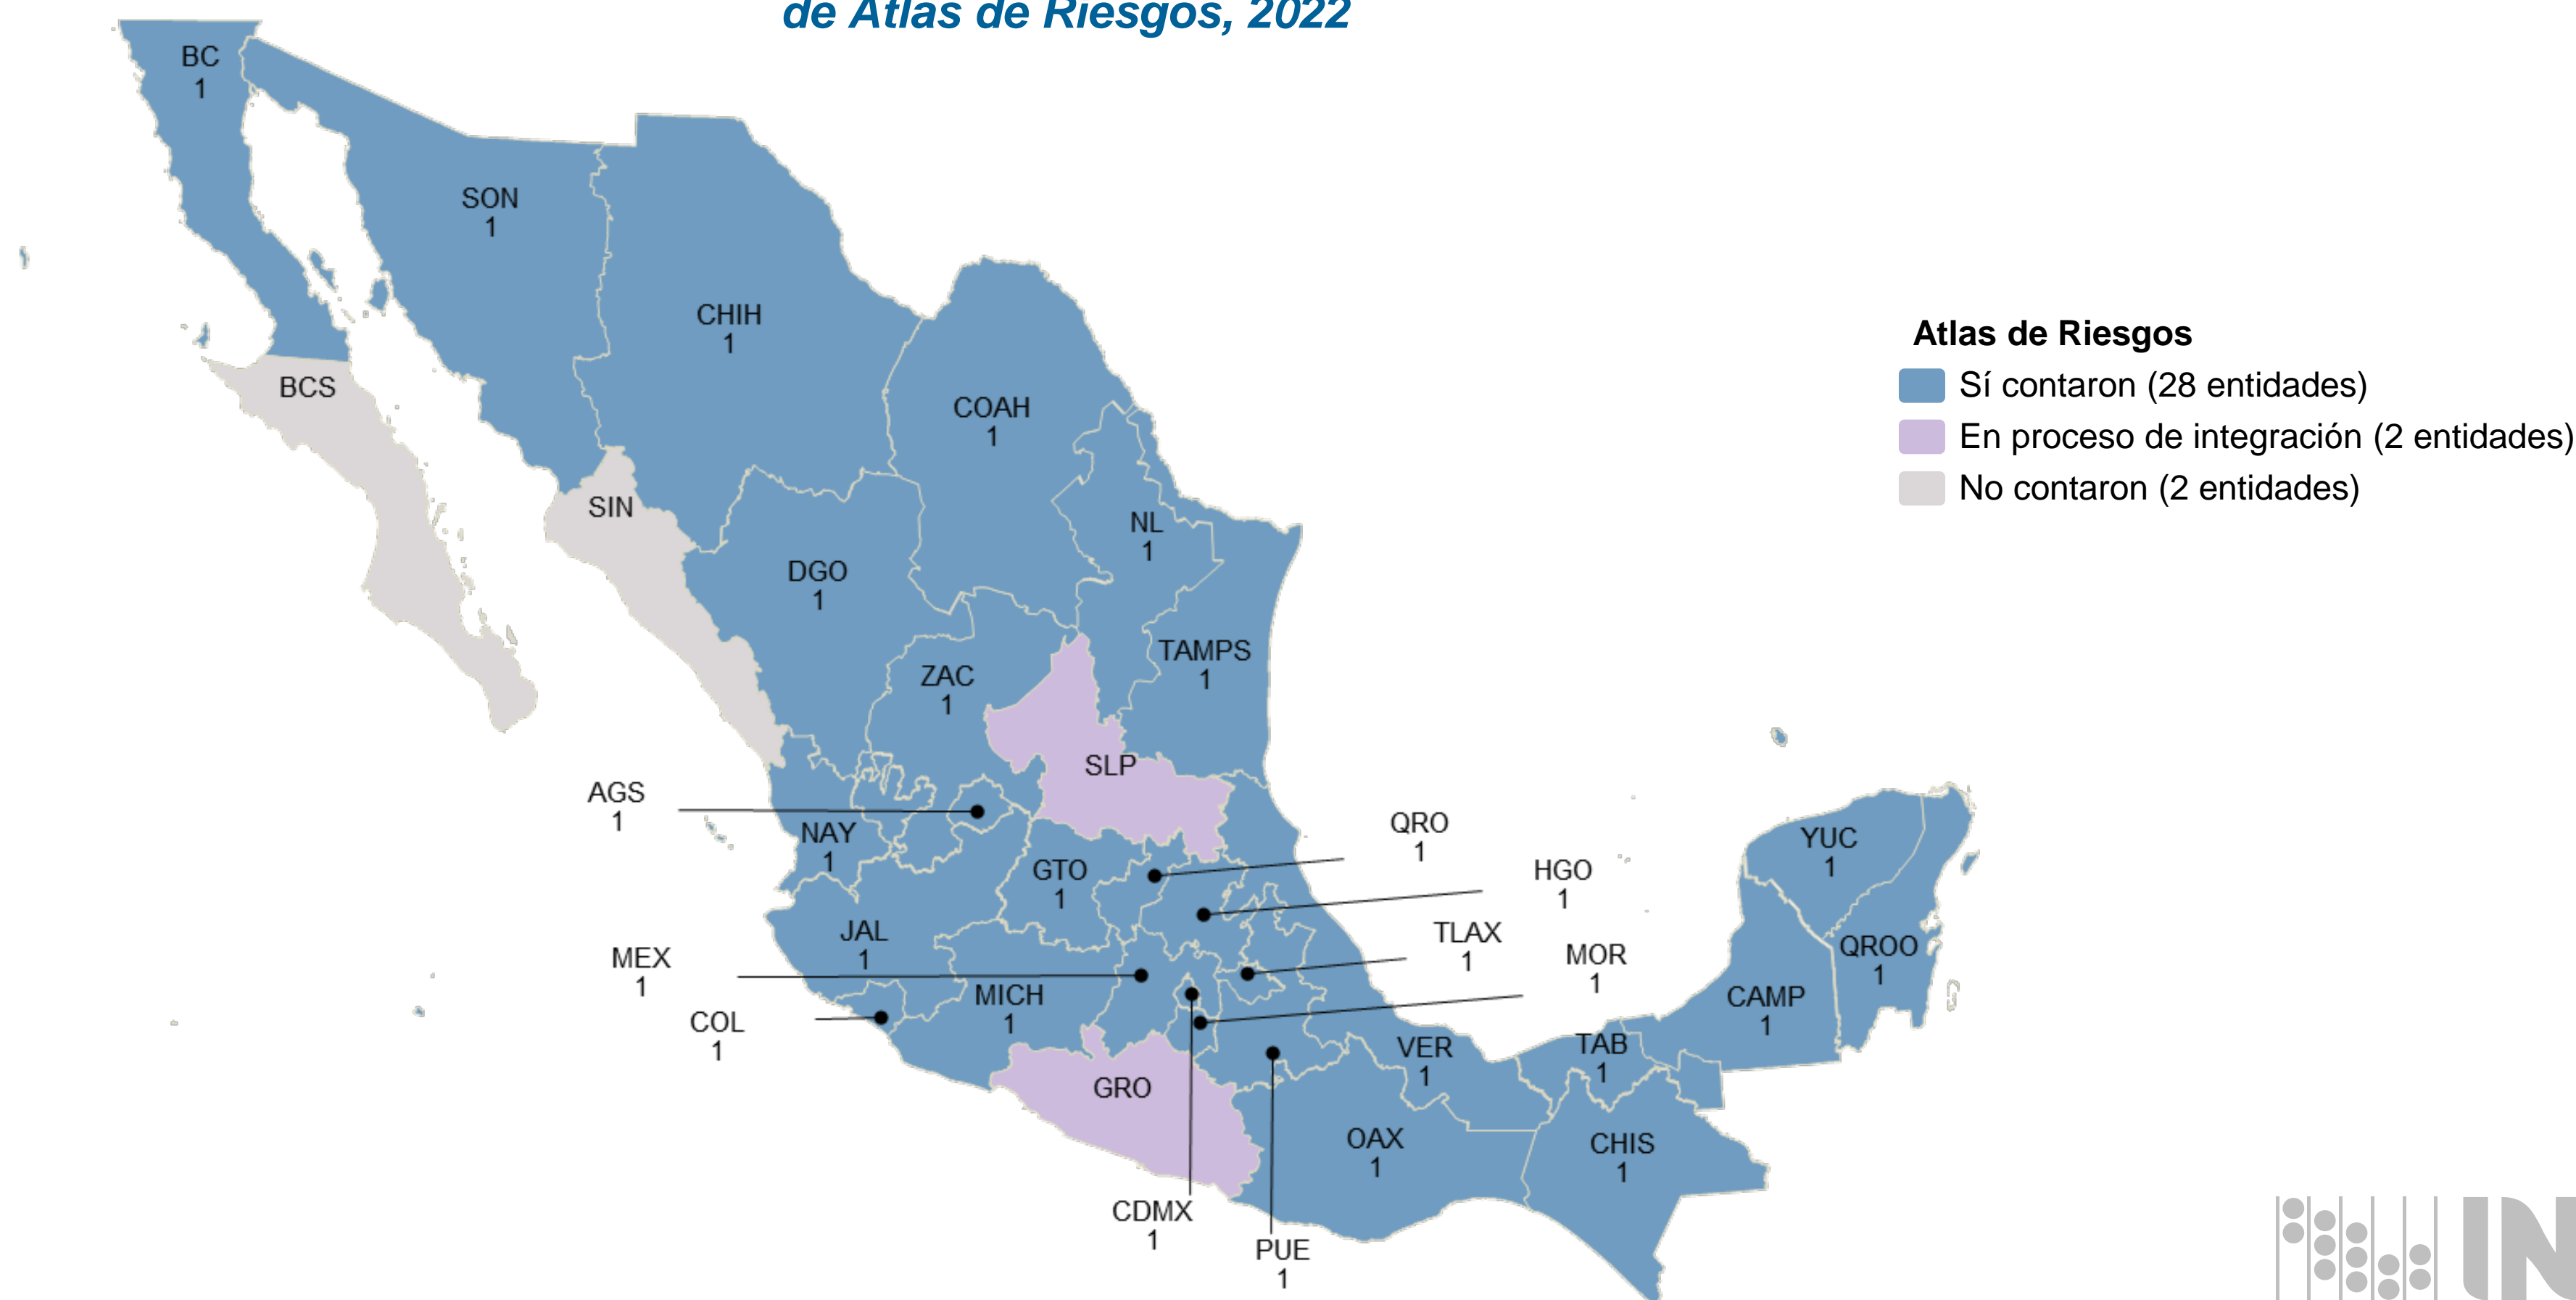 de Atlas de Riesgos, 2022
BC
1
SON
1
CHIH
1
COAH
1
BCS
SIN
NL
1
DGO
1
TAMPS
1
ZAC
1
SLP
AGS
1
NAY
1
GTO
1
QRO
1
HGO
1
TLAX
1
MOR
1
JAL
1
MEX
1
MICH
1
COL
1
GRO
VER
1
TAB
1
CAMP
1
YUC
1
QROO
1
OAX
1
CHIS
1
CDMX
1
PUE
1
Atlas de Riesgos
Sí contaron (28 entidades)
En proceso de integración (2 entidades)
No contaron (2 entidades)
IN